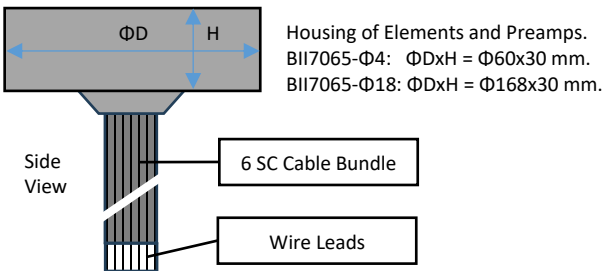 ΦD
H
Housing of Elements and Preamps.
BII7065-Φ4: ΦDxH = Φ60x30 mm.
BII7065-Φ18: ΦDxH = Φ168x30 mm.
Side
View
6 SC Cable Bundle
Wire Leads